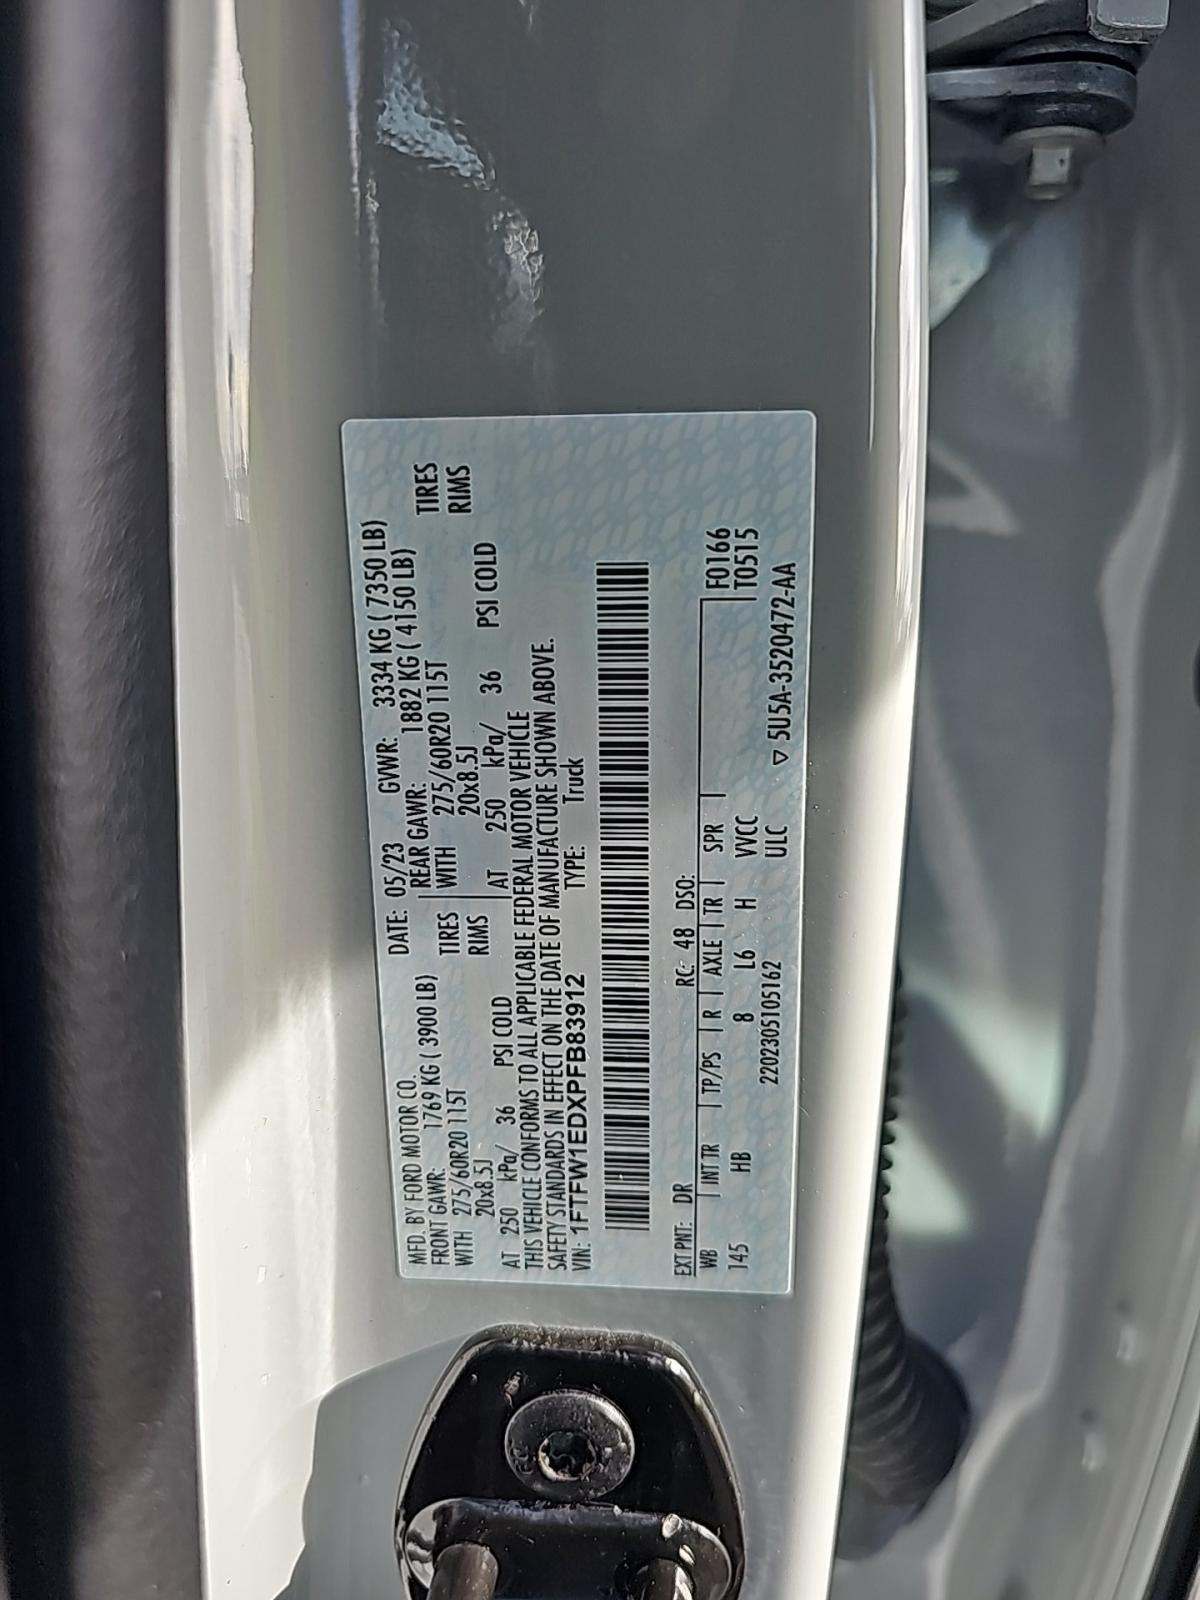 MFD. BY FORD MOTOR CO. DATE: 05/23 GVWR: 3334 KG ( 7350 LB)
FRONT GAWR: 1769 KG ( 3900 LB) REAR GAWR: 1882 KG ( 4150 LB)
WITH 275/60R20 115T TIRES WITH 275/60R20 115T TIRES
20x8.5J RIMS 20x8.5J RIMS
AT 250 kPa/ 36 PSI COLD AT 250 kPa/ 36 PSI COLD
THIS VEHICLE CONFORMS TO ALL APPLICABLE FEDERAL MOTOR VEHICLE
SAFETY STANDARDS IN EFFECT ON THE DATE OF MANUFACTURE SHOWN ABOVE.
VIN: 1FTFW1EDXPFB83912 TYPE: Truck
EXT PNT: DR RC: 48 DSO:
WB INT TR TP/PS R AXLE TR SPR F0166
145 HB 8 L6 H WCC T0515
2202305105162 ULC ▽ 5U5A-3520472-AA